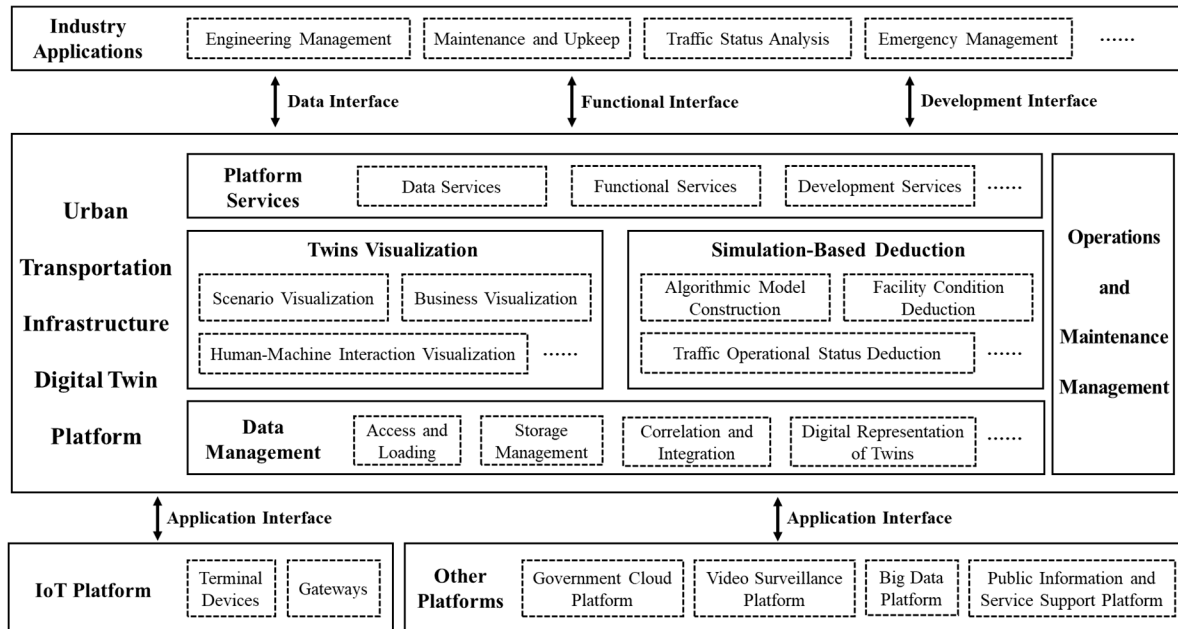 Industry
Applications
Engineering Management
Maintenance and Upkeep
Traffic Status Analysis
Emergency Management
......
Data Interface
Functional Interface
Development Interface
Urban
Transportation
Infrastructure
Digital Twin
Platform
Platform
Services
Data Services
Functional Services
Development Services
......
Twins Visualization
Scenario Visualization
Business Visualization
Human-Machine Interaction Visualization
......
Simulation-Based Deduction
Algorithmic Model
Construction
Facility Condition
Deduction
Traffic Operational Status Deduction
......
Data
Management
Access and
Loading
Storage
Management
Correlation and
Integration
Digital Representation
of Twins
......
Operations
and
Maintenance
Management
Application Interface
Application Interface
IoT Platform
Terminal
Devices
Gateways
Other
Platforms
Government Cloud
Platform
Video Surveillance
Platform
Big Data
Platform
Public Information and
Service Support Platform